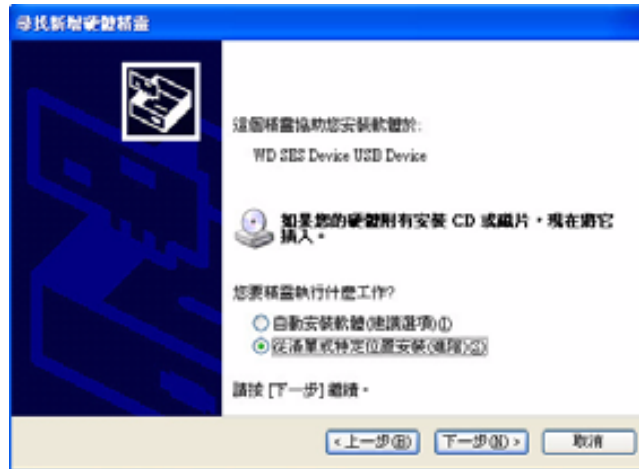 尋找新增硬體精靈
這個精靈協助您安裝軟體於:
WD SES Device USB Device
如果您的硬體附有安裝 CD 或磁片，現在將它
插入。
您要精靈執行什麼工作?
自動安裝軟體(建議選項)(I)
從清單或特定位置安裝(進階)(S)
請按 [下一步] 繼續。
<上一步(B) 下一步(N)> 取消